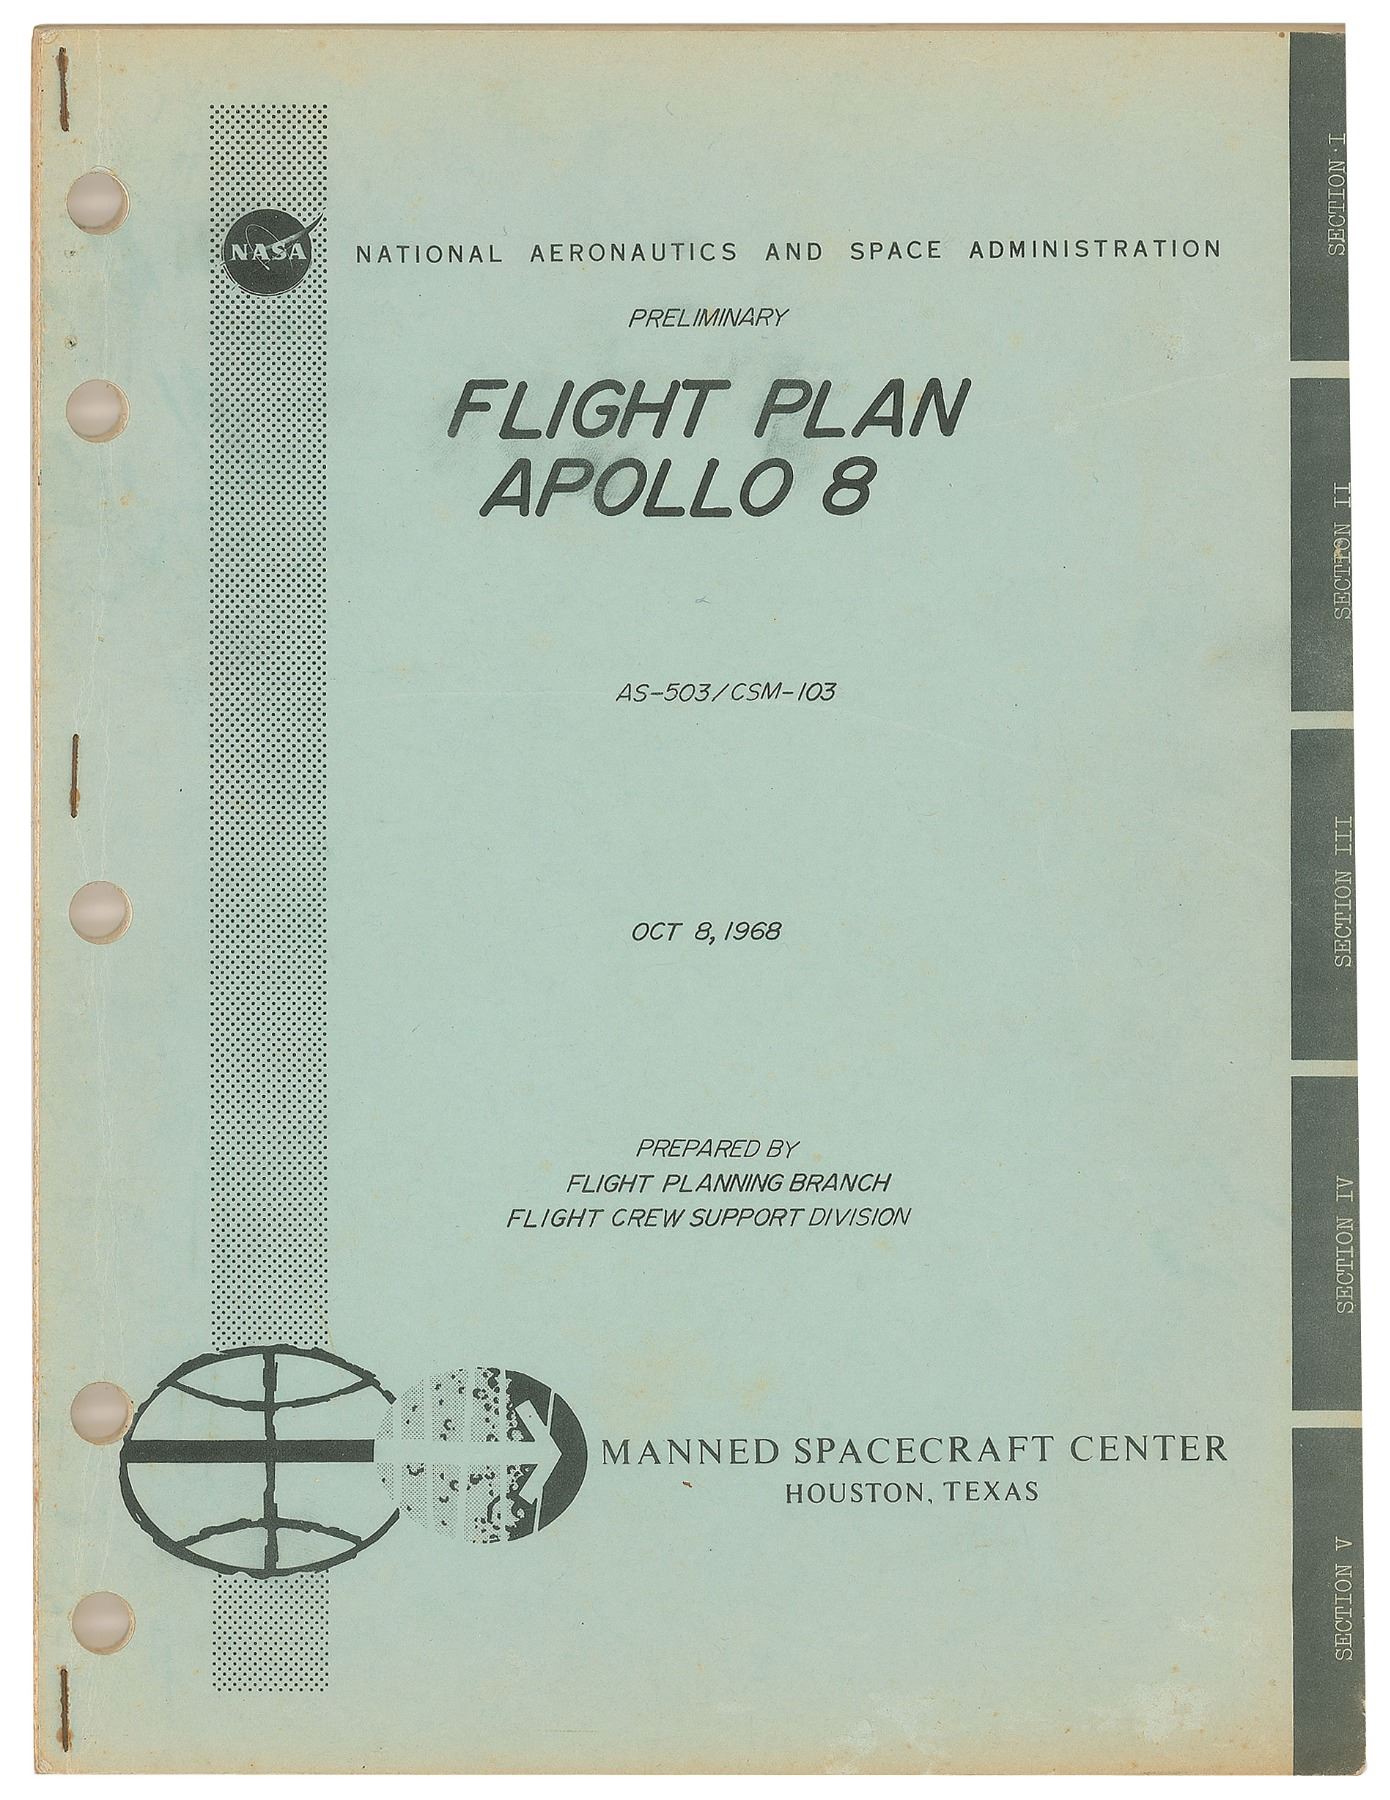 NASA
NATIONAL AERONAUTICS AND SPACE ADMINISTRATION
PRELIMINARY
FLIGHT PLAN
APOLLO 8
AS-503/CSM-103
OCT 8, 1968
PREPARED BY
FLIGHT PLANNING BRANCH
FLIGHT CREW SUPPORT DIVISION
MANNED SPACECRAFT CENTER
HOUSTON, TEXAS
SECTION I
SECTION II
SECTION III
SECTION IV
SECTION V